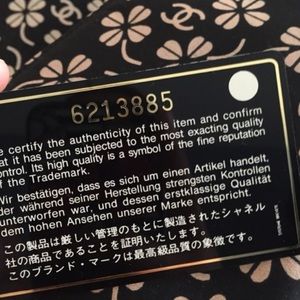 6213885
certify the authenticity of this item and confirm
at it has been subjected to the most exacting quality
control. Its high quality is a symbol of the fine reputation
of the Trademark.
Wir bestätigen, dass es sich um einen Artikel handelt,
der während seiner Herstellung strengsten Kontrollen
unterworfen war, und dessen erstklassige Qualität
dem hohen Ansehen unserer Marke entspricht.
この製品は厳しい管理のもとに製造されたシャネル
社の商品であることを証明いたします。
このブランド・マークは最高級品質の象徴です。